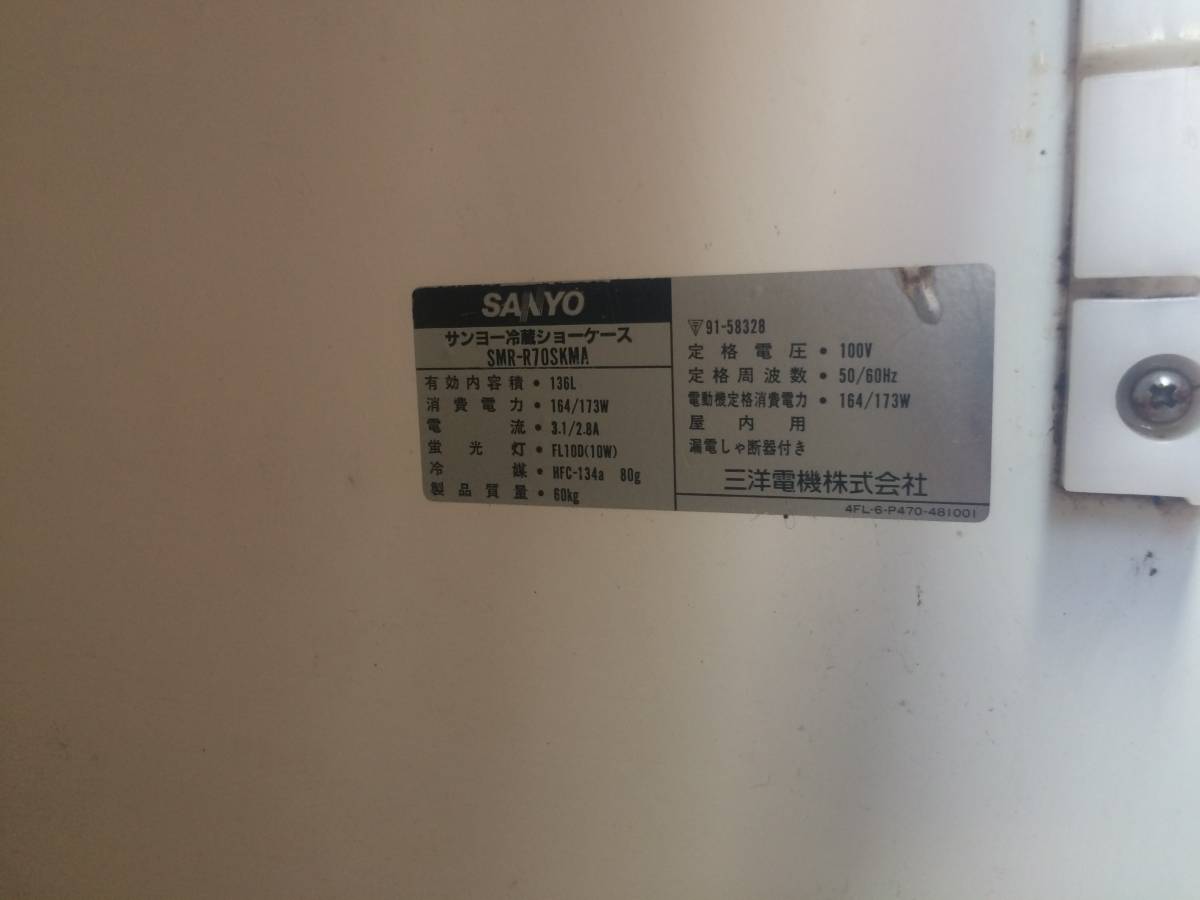 SANYO
サンヨー冷蔵ショーケース
SMR-R70SKMA
有効内容積・136L
消費電力・164/173W
電流・3.1/2.8A
蛍光灯・FL10D(10W)
冷媒・HFC-134a 80g
製品質量・60kg
91-58328
定格電圧・100V
定格周波数・50/60Hz
電動機定格消費電力・164/173W
屋内用
漏電しゃ断器付き
三洋電機株式会社
4FL-6-P470-481001